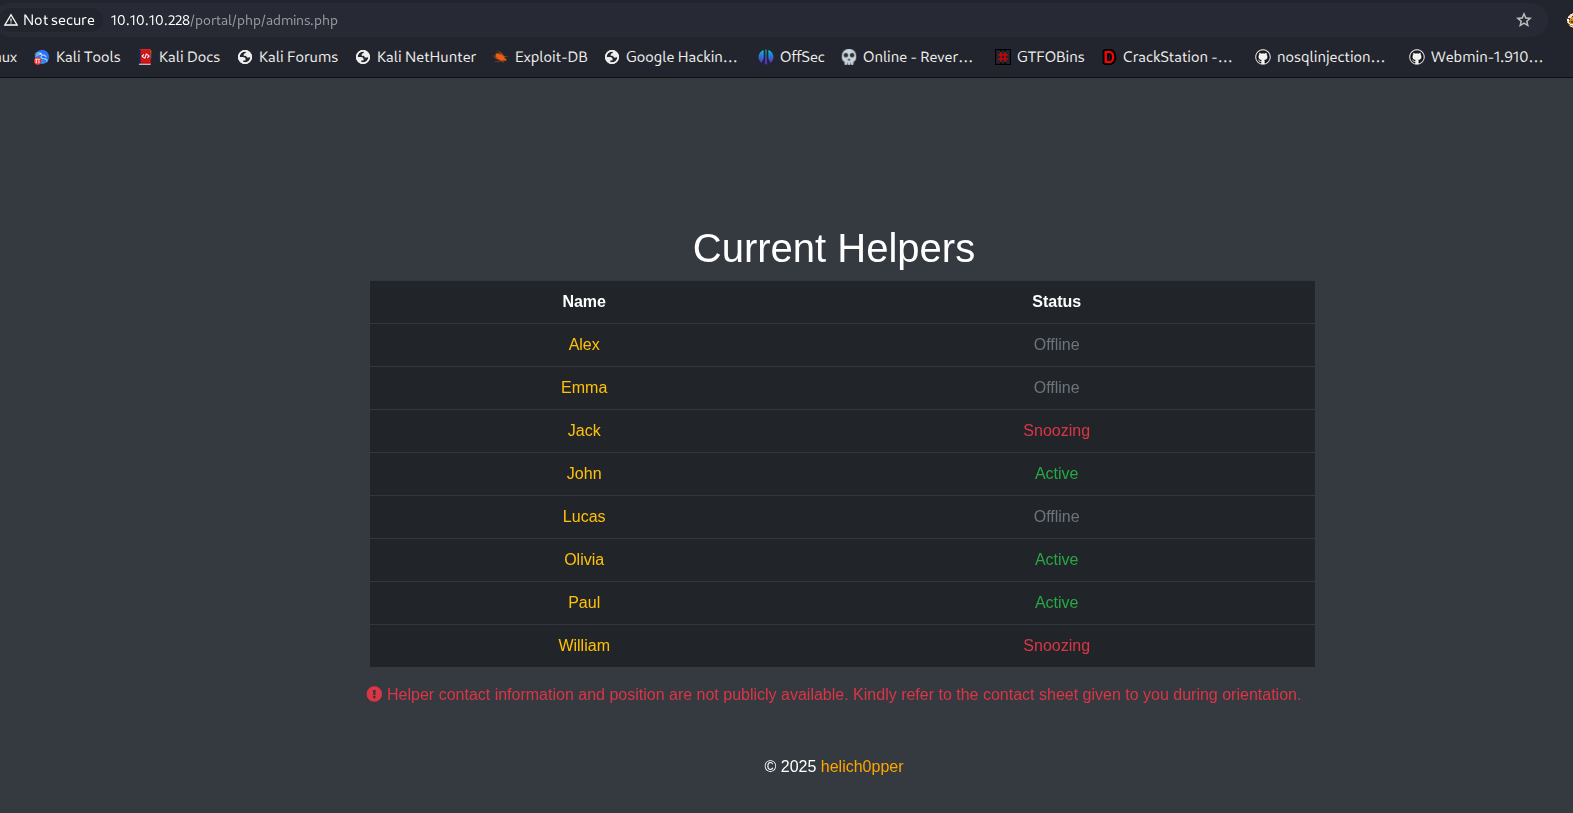 Not secure 10.10.10.228/portal/php/admins.php
ux Kali Tools Kali Docs Kali Forums Kali NetHunter Exploit-DB Google Hackin... OffSec Online - Rever... GTFOBins CrackStation -... nosqlinjection... Webmin-1.910...
Current Helpers
Name Status
Alex Offline
Emma Offline
Jack Snoozing
John Active
Lucas Offline
Olivia Active
Paul Active
William Snoozing
Helper contact information and position are not publicly available. Kindly refer to the contact sheet given to you during orientation.
© 2025 helich0pper